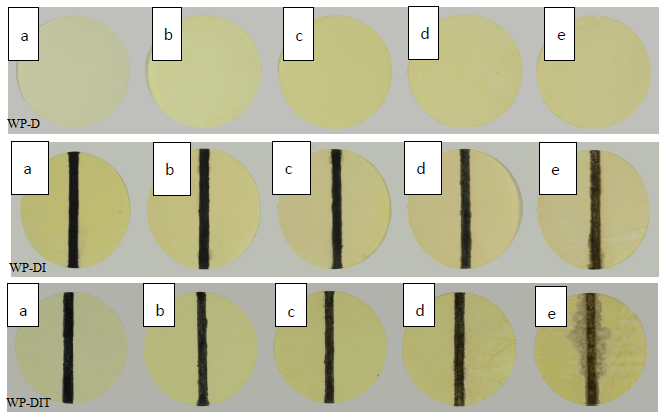 a b c d e
WP-D
a b c d e
WP-DI
a b c d e
WP-DIT